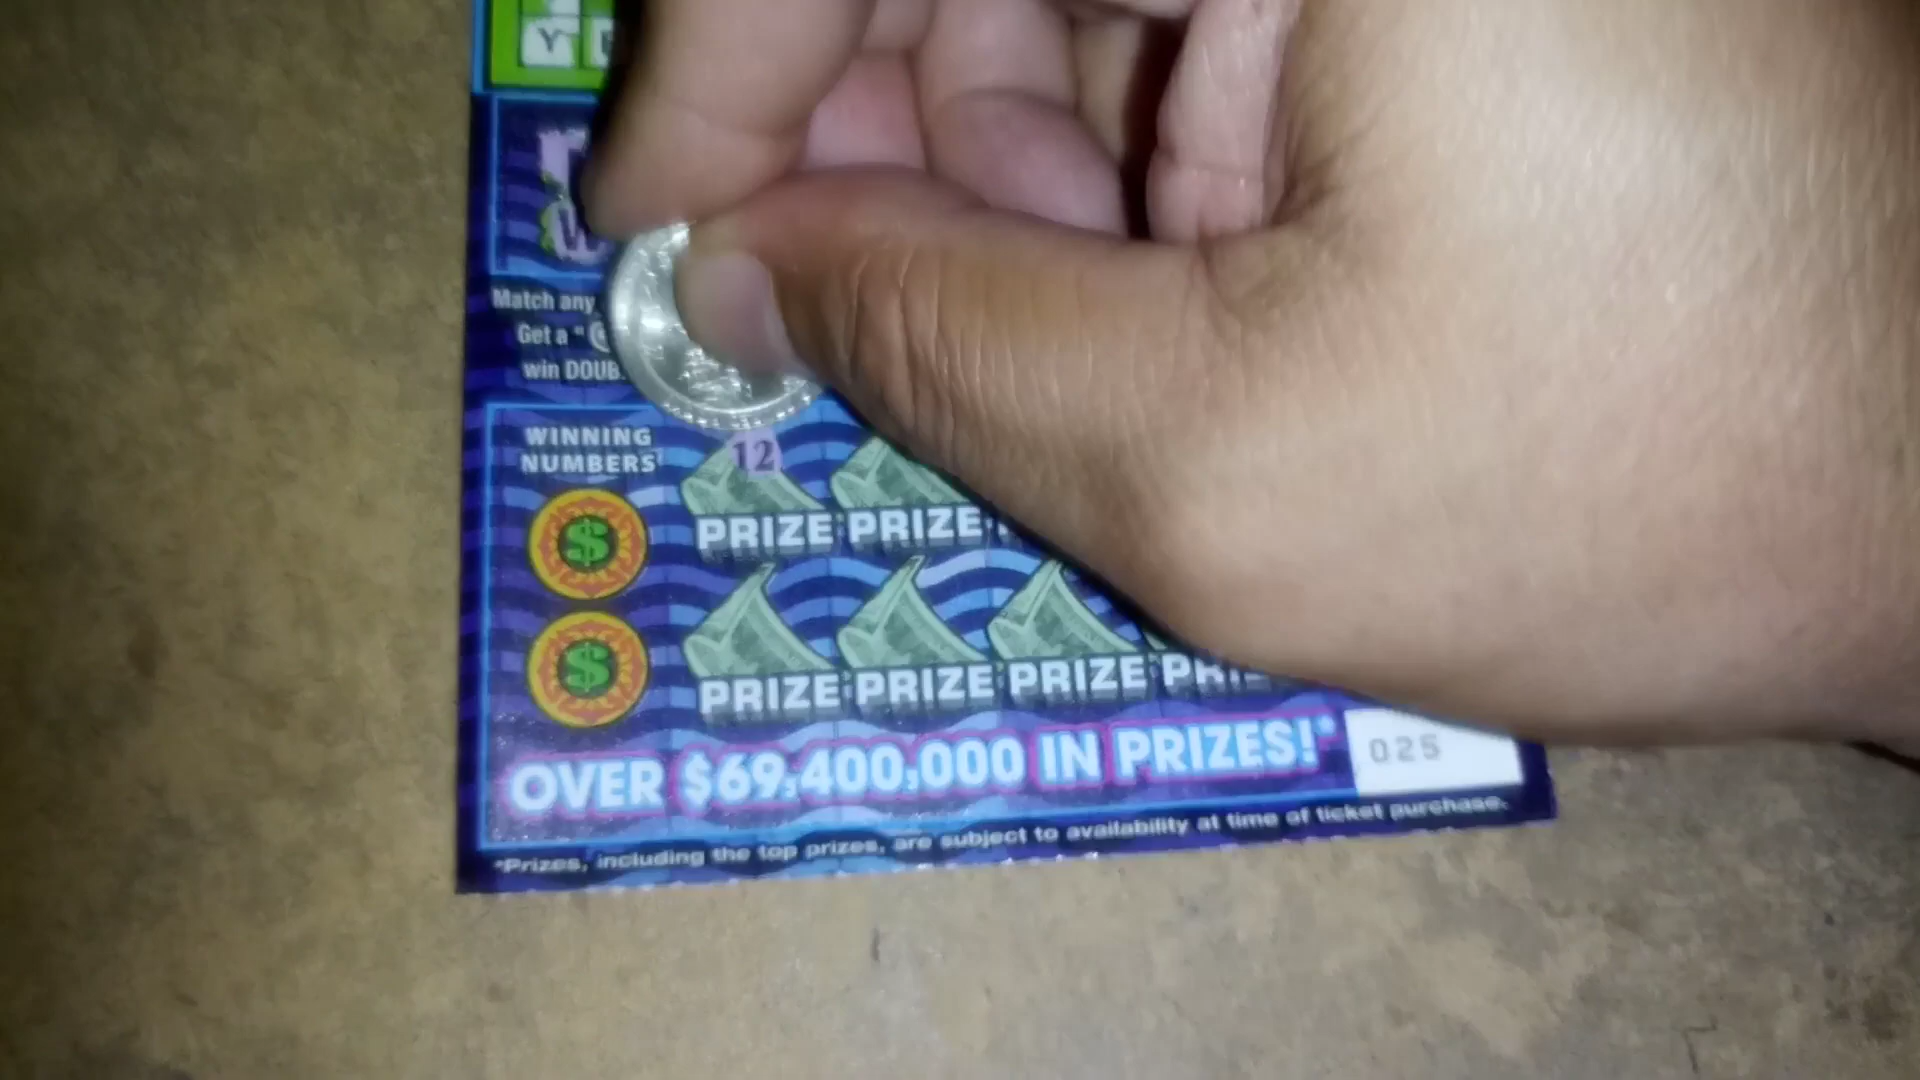 Y
W
Match any
Get a "
win DOUB
WINNING
NUMBERS
12
$
PRIZE PRIZE
$
PRIZE PRIZE PRIZE PRIZ
OVER $69,400,000 IN PRIZES!*
025
*Prizes, including the top prizes, are subject to availability at time of ticket purchase.